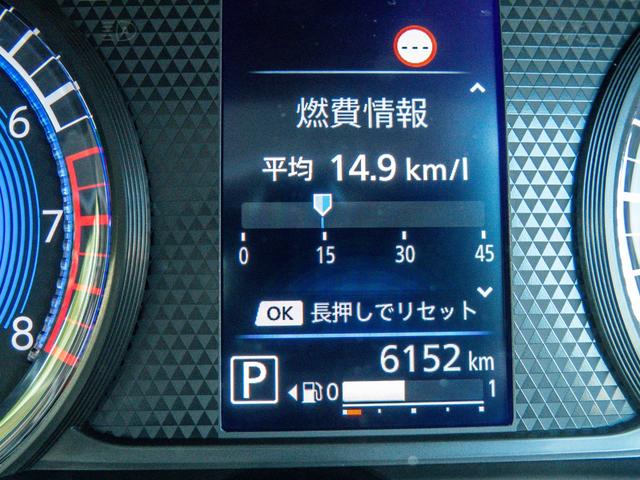 ---
燃費情報
平均 14.9 km/l
0 15 30 45
OK 長押しでリセット
6152 km
P 0 1
6
7
8